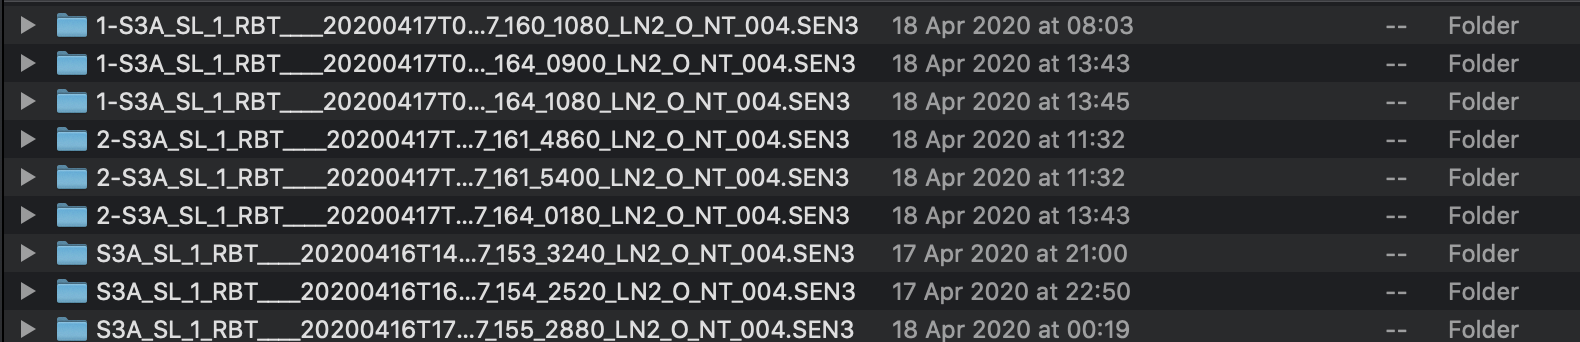 1-S3A_SL_1_RBT____20200417T0...7_160_1080_LN2_O_NT_004.SEN3 18 Apr 2020 at 08:03 -- Folder
1-S3A_SL_1_RBT____20200417T0..._164_0900_LN2_O_NT_004.SEN3 18 Apr 2020 at 13:43 -- Folder
1-S3A_SL_1_RBT____20200417T0..._164_1080_LN2_O_NT_004.SEN3 18 Apr 2020 at 13:45 -- Folder
2-S3A_SL_1_RBT____20200417T...7_161_4860_LN2_O_NT_004.SEN3 18 Apr 2020 at 11:32 -- Folder
2-S3A_SL_1_RBT____20200417T...7_161_5400_LN2_O_NT_004.SEN3 18 Apr 2020 at 11:32 -- Folder
2-S3A_SL_1_RBT____20200417T...7_164_0180_LN2_O_NT_004.SEN3 18 Apr 2020 at 13:43 -- Folder
S3A_SL_1_RBT____20200416T14...7_153_3240_LN2_O_NT_004.SEN3 17 Apr 2020 at 21:00 -- Folder
S3A_SL_1_RBT____20200416T16...7_154_2520_LN2_O_NT_004.SEN3 17 Apr 2020 at 22:50 -- Folder
S3A_SL_1_RBT____20200416T17...7_155_2880_LN2_O_NT_004.SEN3 18 Apr 2020 at 00:19 -- Folder